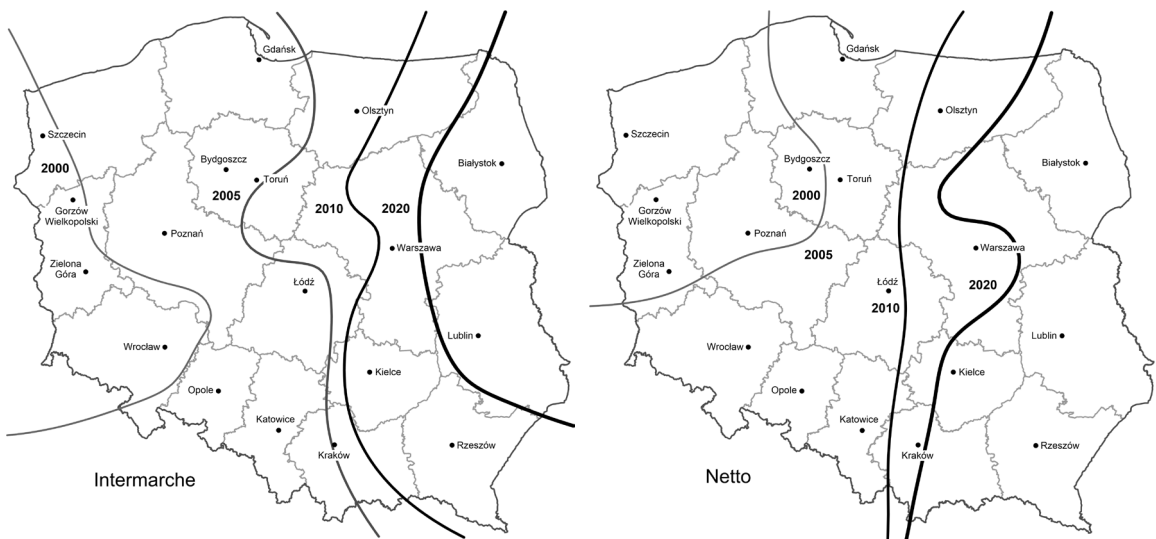 Gdańsk
Olsztyn
Szczecin
Bydgoszcz
Białystok
2000
Toruń
2005
Gorzów
Wielkopolski
2010
2020
Poznań
Warszawa
Zielona
Góra
Łódź
Wrocław
Lublin
Kielce
Opole
Katowice
Kraków
Rzeszów
Intermarche
Gdańsk
Olsztyn
Szczecin
Bydgoszcz
Białystok
Toruń
2000
Gorzów
Wielkopolski
Poznań
2005
Warszawa
Zielona
Góra
Łódź
2020
2010
Wrocław
Lublin
Kielce
Opole
Katowice
Kraków
Rzeszów
Netto